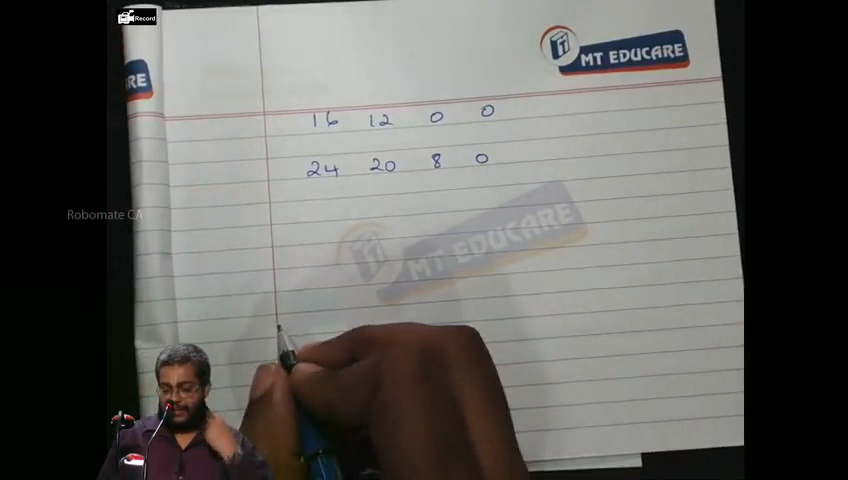 Record
RE
MT EDUCARE
16 12 0 0
24 20 8 0
Robomate CA
MT EDUCARE